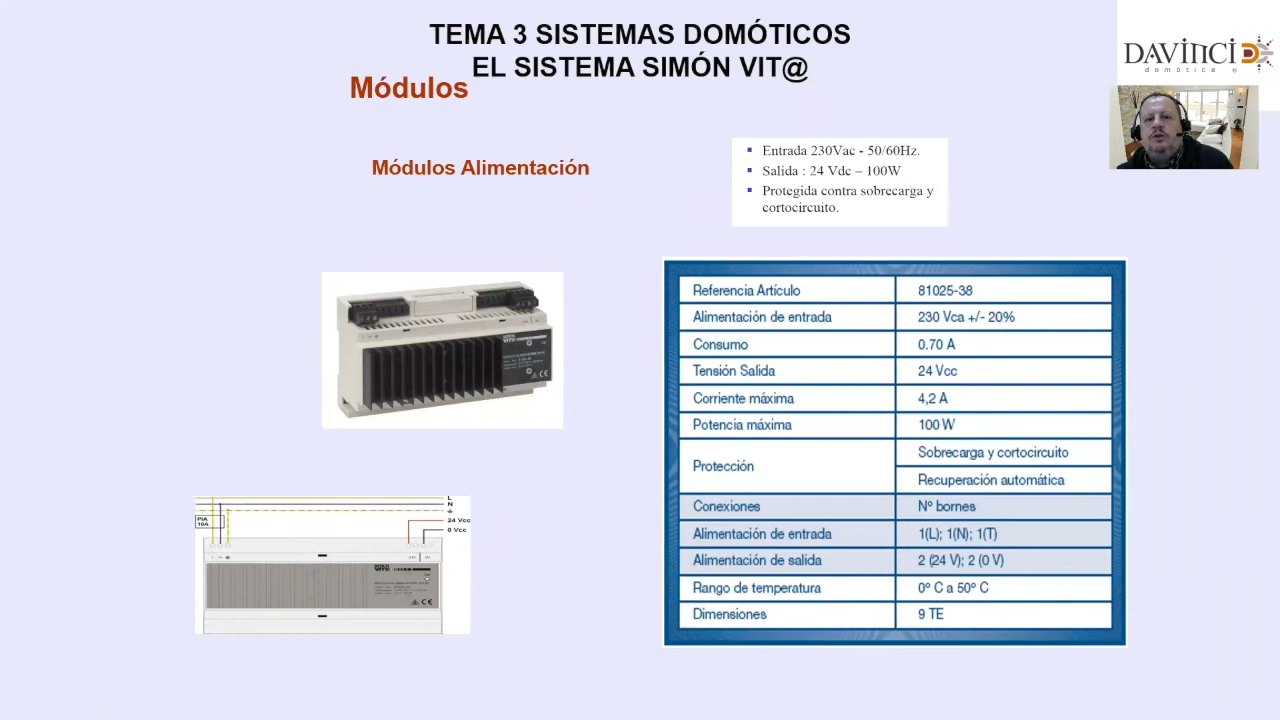 TEMA 3 SISTEMAS DOMÓTICOS
EL SISTEMA SIMÓN VIT@
Módulos
DAVINCI
domótica
Módulos Alimentación
Entrada 230Vac - 50/60Hz.
Salida : 24 Vdc – 100W
Protegida contra sobrecarga y
cortocircuito.
Referencia Artículo 81025-38
Alimentación de entrada 230 Vca +/- 20%
Consumo 0.70 A
Tensión Salida 24 Vcc
Corriente máxima 4,2 A
Potencia máxima 100 W
Protección Sobrecarga y cortocircuito
Recuperación automática
Conexiones Nº bornes
Alimentación de entrada 1(L); 1(N); 1(T)
Alimentación de salida 2 (24 V); 2 (0 V)
Rango de temperatura 0º C a 50º C
Dimensiones 9 TE
L
N
PIA
10A
24 Vcc
0 Vcc